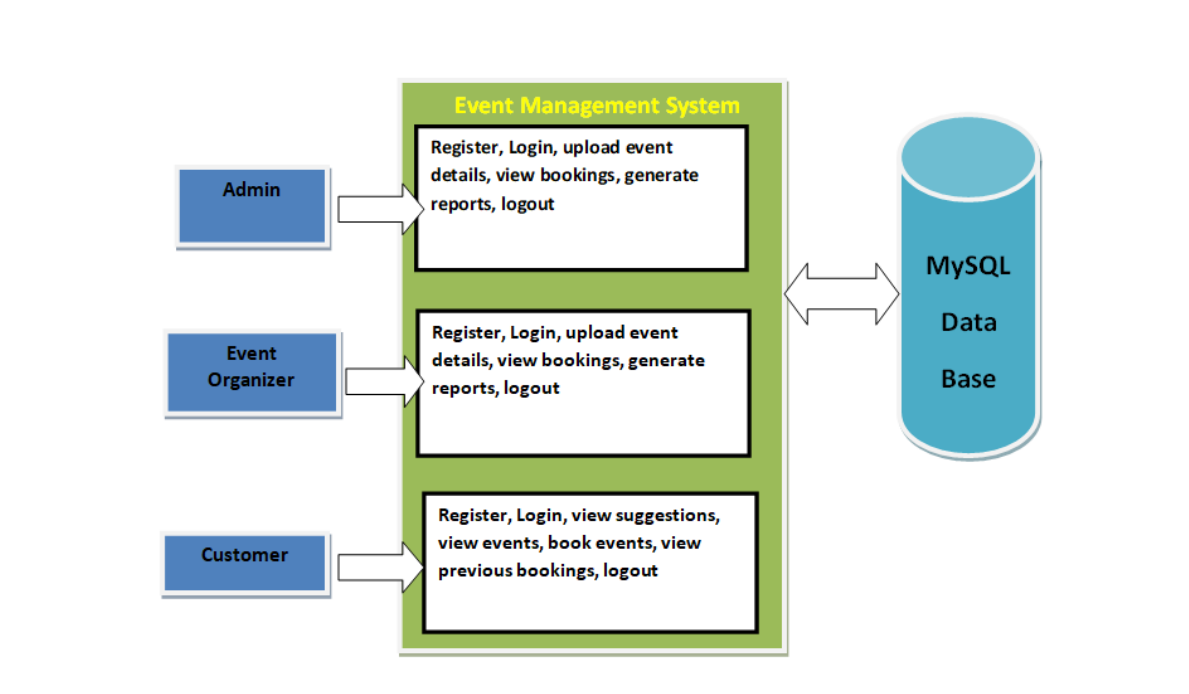 Event Management System
Admin
Register, Login, upload event
details, view bookings, generate
reports, logout
Event
Organizer
Register, Login, upload event
details, view bookings, generate
reports, logout
Customer
Register, Login, view suggestions,
view events, book events, view
previous bookings, logout
MySQL
Data
Base